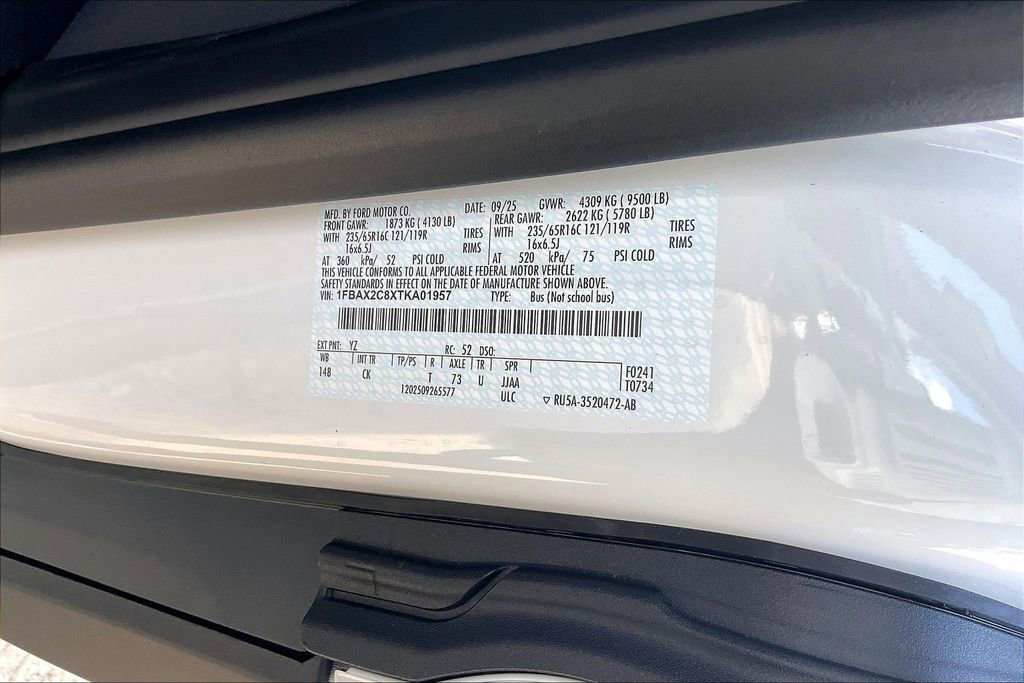 MFD. BY FORD MOTOR CO. DATE: 09/25 GVWR: 4309 KG ( 9500 LB)
FRONT GAWR: 1873 KG ( 4130 LB) REAR GAWR: 2622 KG ( 5780 LB)
WITH 235/65R16C 121/119R TIRES WITH 235/65R16C 121/119R TIRES
16x6.5J RIMS 16x6.5J RIMS
AT 360 kPa/ 52 PSI COLD AT 520 kPa/ 75 PSI COLD
THIS VEHICLE CONFORMS TO ALL APPLICABLE FEDERAL MOTOR VEHICLE
SAFETY STANDARDS IN EFFECT ON THE DATE OF MANUFACTURE SHOWN ABOVE.
VIN: 1FBAX2C8XTKA01957 TYPE: Bus (Not school bus)
EXT PNT: YZ RC: 52 DSO:
WB INT TR TP/PS R AXLE TR SPR F0241
148 CK T 73 U JJAA T0734
1202509265577 ULC ▽ RU5A-3520472-AB